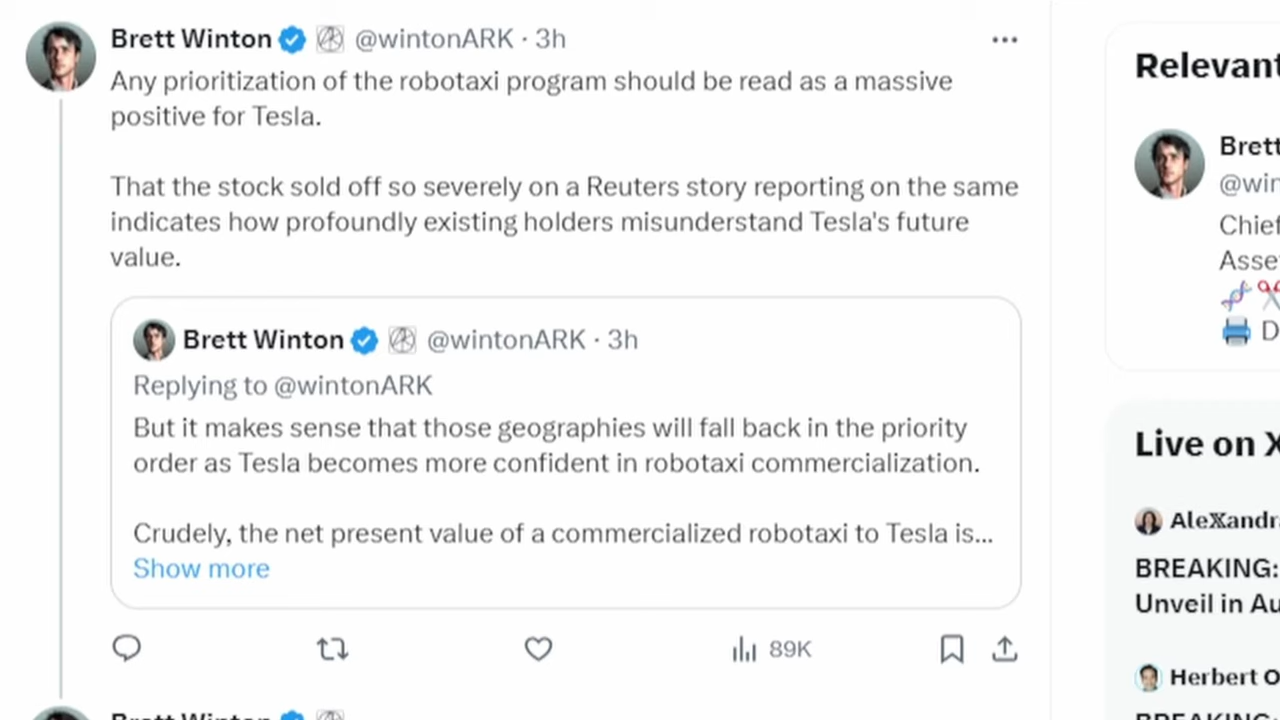 Brett Winton @wintonARK · 3h
Any prioritization of the robotaxi program should be read as a massive
positive for Tesla.
That the stock sold off so severely on a Reuters story reporting on the same
indicates how profoundly existing holders misunderstand Tesla's future
value.
Brett Winton @wintonARK · 3h
Replying to @wintonARK
But it makes sense that those geographies will fall back in the priority
order as Tesla becomes more confident in robotaxi commercialization.
Crudely, the net present value of a commercialized robotaxi to Tesla is...
Show more
89K
Brett Winton
Relevant
Brett
@win
Chief
Asse
D
Live on X
AleXandra
BREAKING:
Unveil in Au
Herbert O
BREAKING: